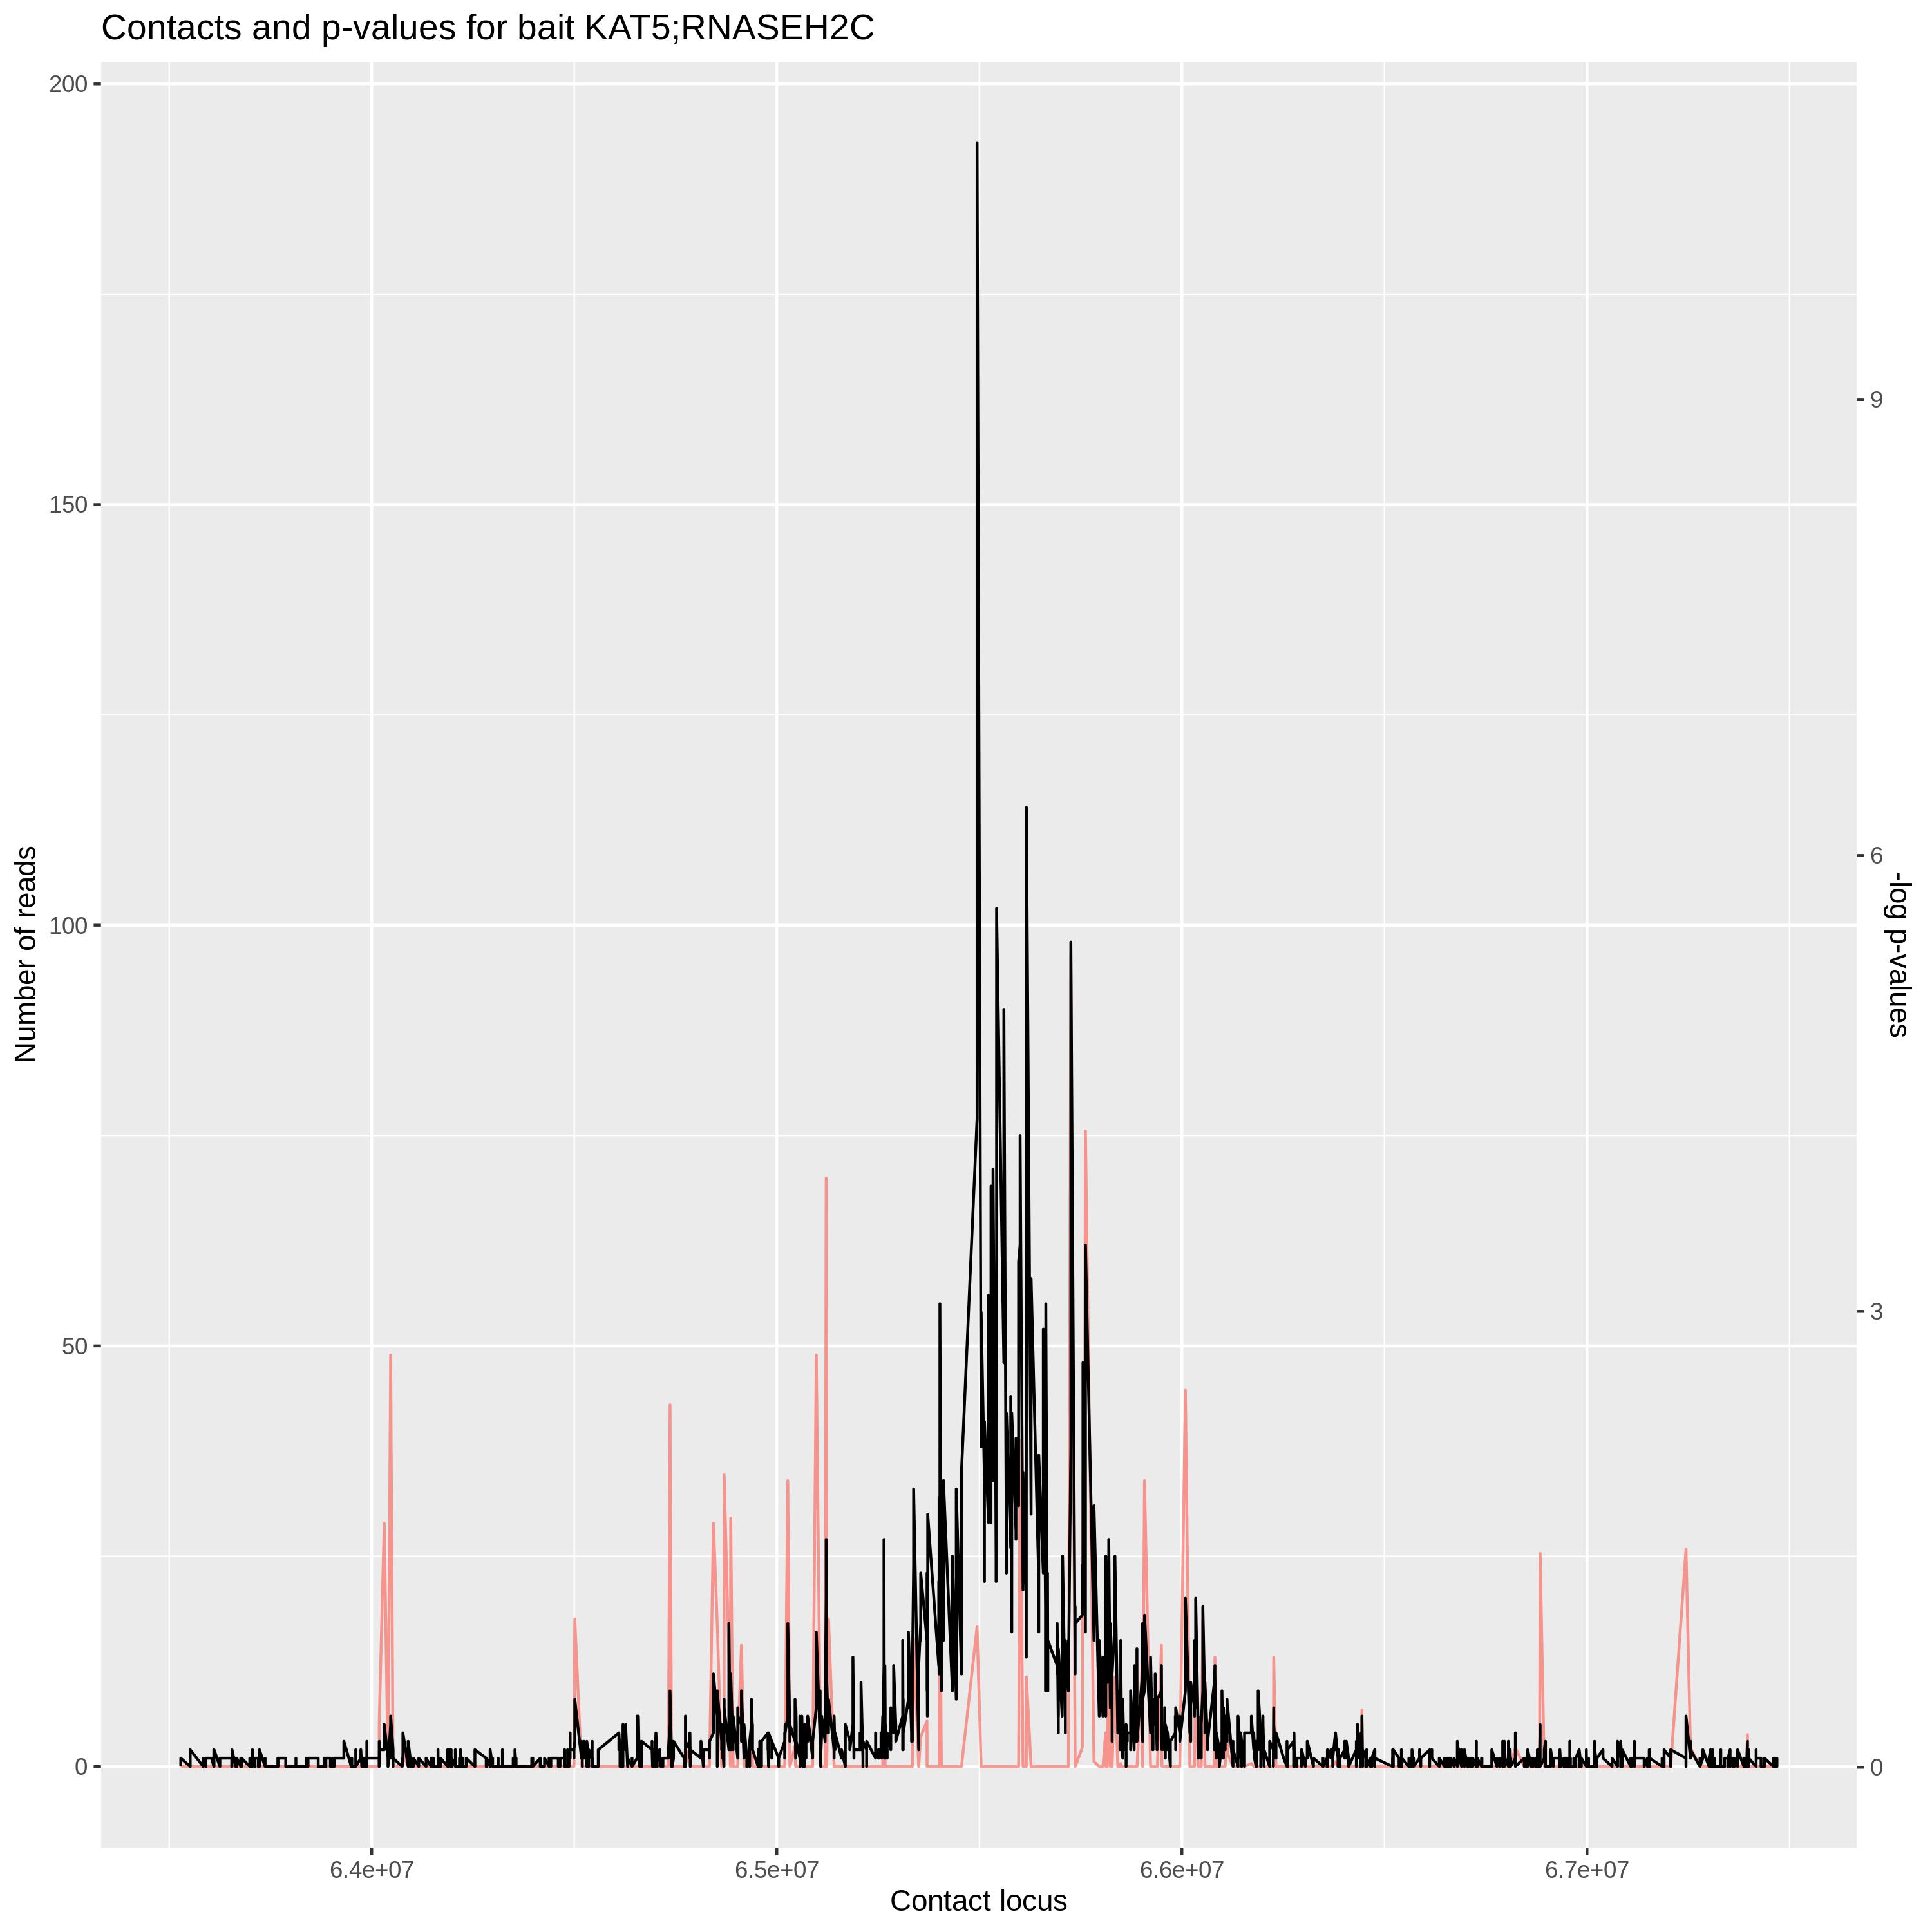 Contacts and p-values for bait KAT5;RNASEH2C
200
150
100
50
0
Number of reads
9
6
3
0
-log p-values
6.4e+07
6.5e+07
6.6e+07
6.7e+07
Contact locus